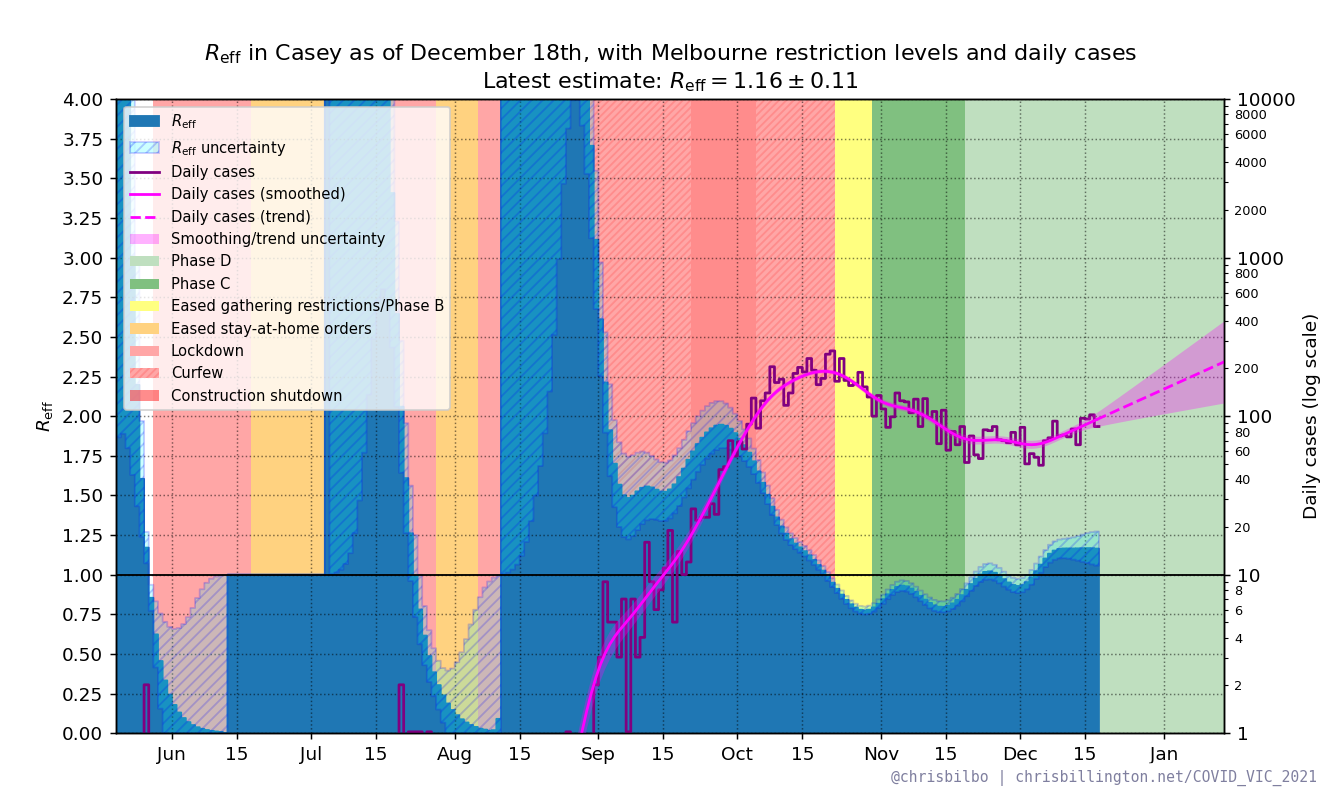 Reff in Casey as of December 18th, with Melbourne restriction levels and daily cases
Latest estimate: Reff = 1.16 ± 0.11
Reff
4.00
3.75
3.50
3.25
3.00
2.75
2.50
2.25
2.00
1.75
1.50
1.25
1.00
0.75
0.50
0.25
0.00
Reff
Reff uncertainty
Daily cases
Daily cases (smoothed)
Daily cases (trend)
Smoothing/trend uncertainty
Phase D
Phase C
Eased gathering restrictions/Phase B
Eased stay-at-home orders
Lockdown
Curfew
Construction shutdown
10000
8000
6000
4000
2000
1000
800
600
400
200
100
80
60
40
20
10
8
6
4
2
1
Daily cases (log scale)
Jun 15 Jul 15 Aug 15 Sep 15 Oct 15 Nov 15 Dec 15 Jan
@chrisbilbo | chrisbillington.net/COVID_VIC_2021